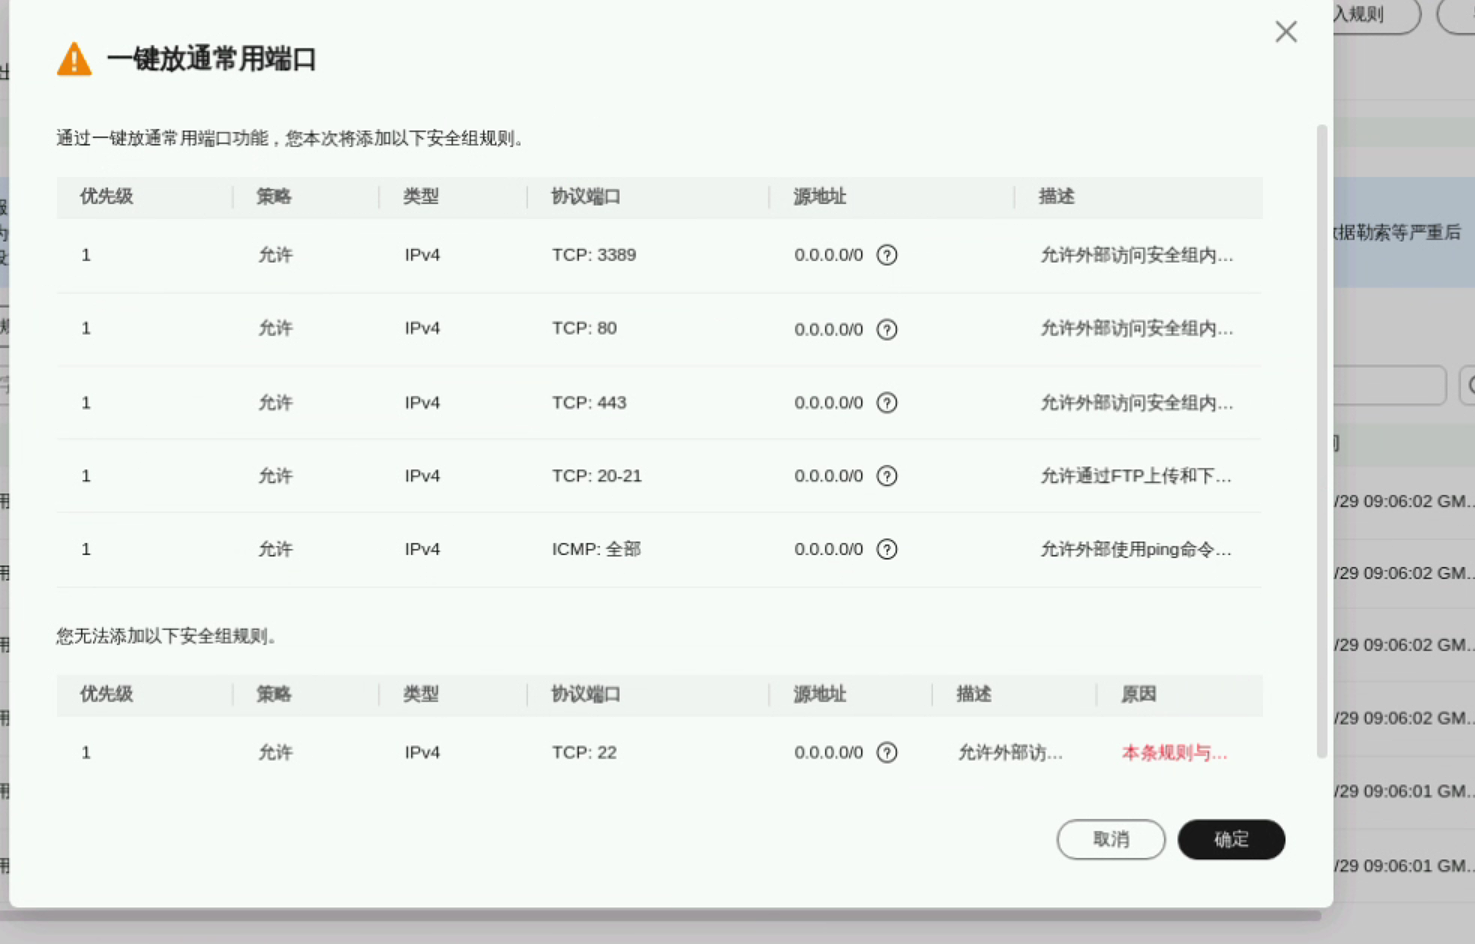 一键放通常用端口
入规则
通过一键放通常用端口功能，您本次将添加以下安全组规则。
优先级 策略 类型 协议端口 源地址 描述
1 允许 IPv4 TCP: 3389 0.0.0.0/0 ? 允许外部访问安全组内...
据勒索等严重后
1 允许 IPv4 TCP: 80 0.0.0.0/0 ? 允许外部访问安全组内...
1 允许 IPv4 TCP: 443 0.0.0.0/0 ? 允许外部访问安全组内...
1 允许 IPv4 TCP: 20-21 0.0.0.0/0 ? 允许通过FTP上传和下...
/29 09:06:02 GM...
1 允许 IPv4 ICMP: 全部 0.0.0.0/0 ? 允许外部使用ping命令...
/29 09:06:02 GM...
您无法添加以下安全组规则。
/29 09:06:02 GM...
优先级 策略 类型 协议端口 源地址 描述 原因
/29 09:06:02 GM...
1 允许 IPv4 TCP: 22 0.0.0.0/0 ? 允许外部访... 本条规则与...
/29 09:06:01 GM...
取消 确定
/29 09:06:01 GM...